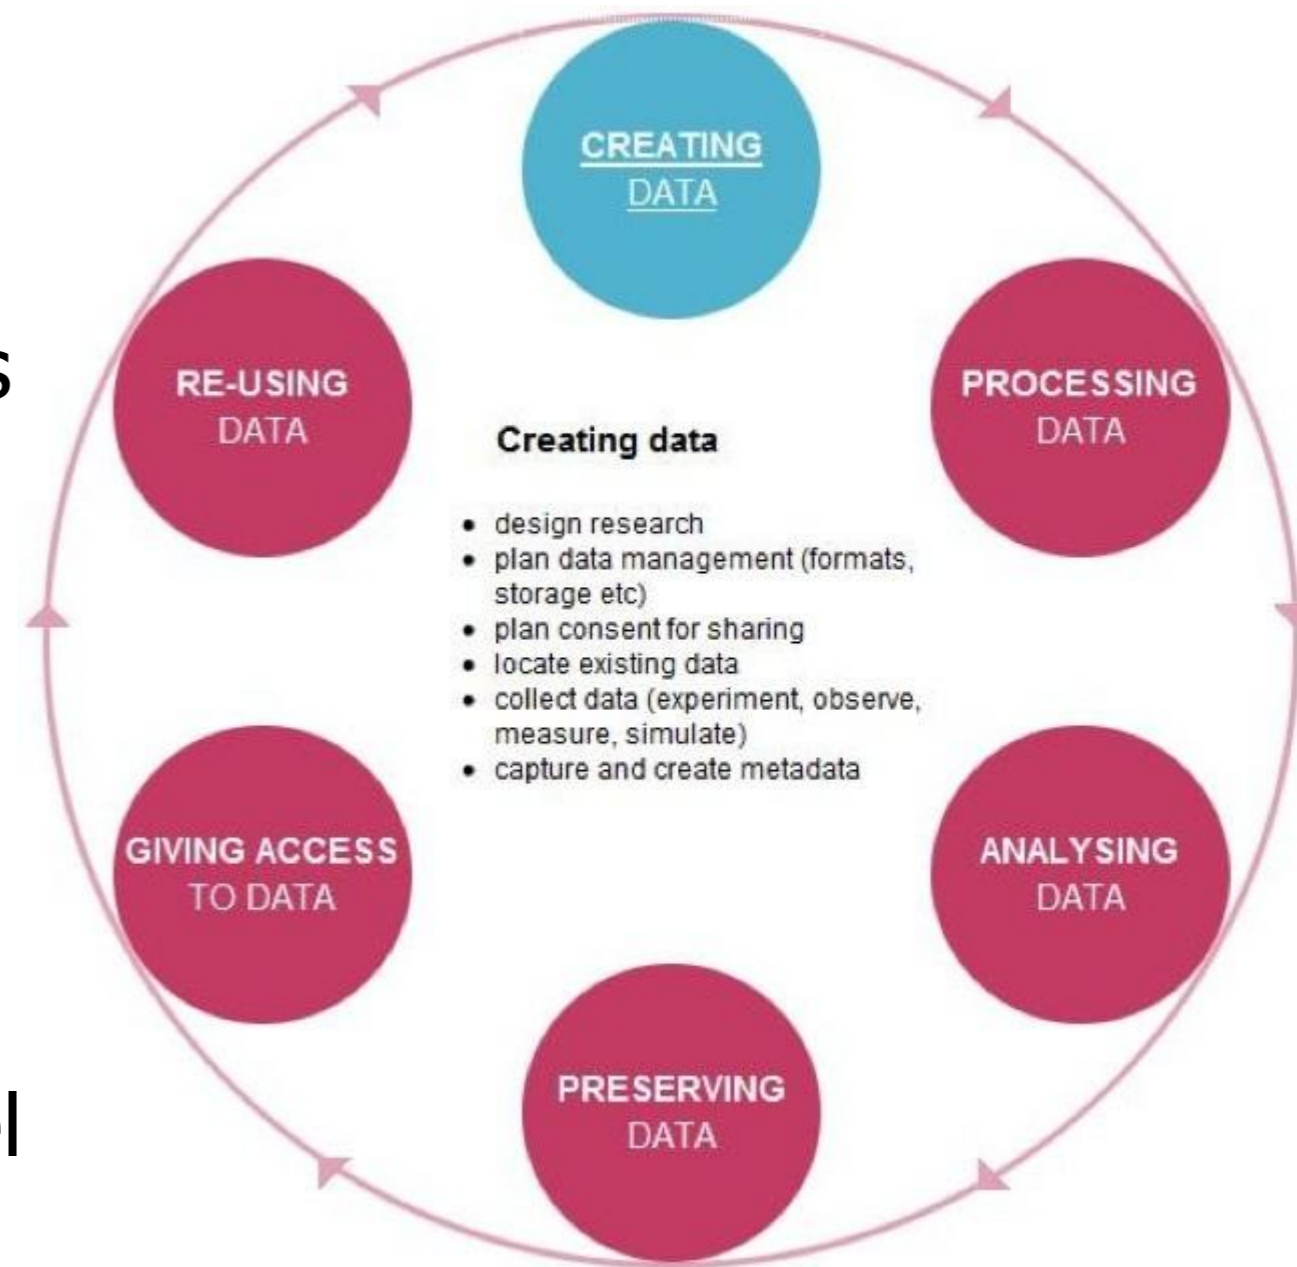 CREATING
DATA
RE-USING
DATA
PROCESSING
DATA
Creating data
• design research
• plan data management (formats,
storage etc)
• plan consent for sharing
• locate existing data
• collect data (experiment, observe,
measure, simulate)
• capture and create metadata
GIVING ACCESS
TO DATA
ANALYSING
DATA
PRESERVING
DATA